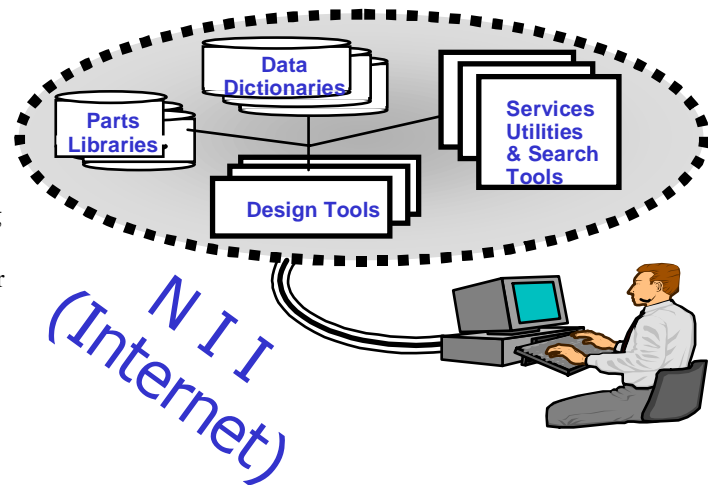 Data
Dictionaries
Parts
Libraries
Services
Utilities
& Search
Tools
Design Tools
N I I
(Internet)